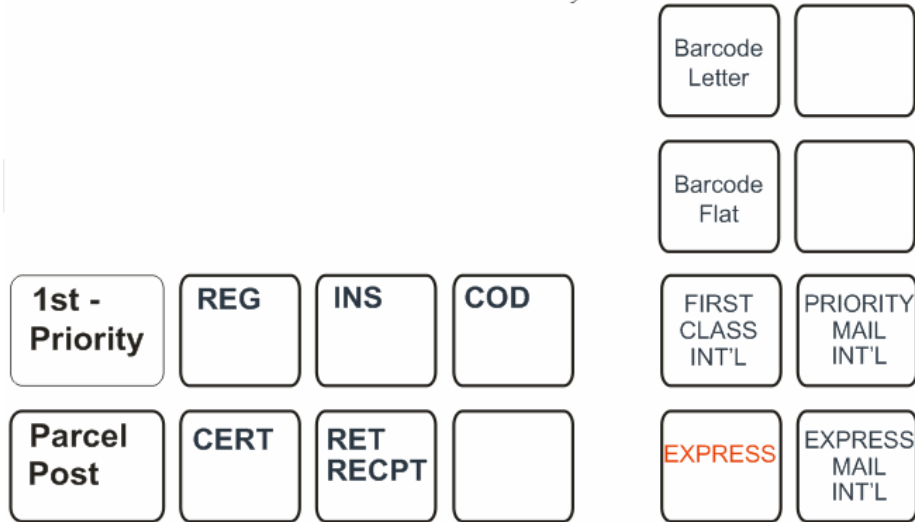 Barcode
Letter
Barcode
Flat
1st -
Priority
REG
INS
COD
FIRST
CLASS
INT'L
PRIORITY
MAIL
INT'L
Parcel
Post
CERT
RET
RECPT
EXPRESS
EXPRESS
MAIL
INT'L